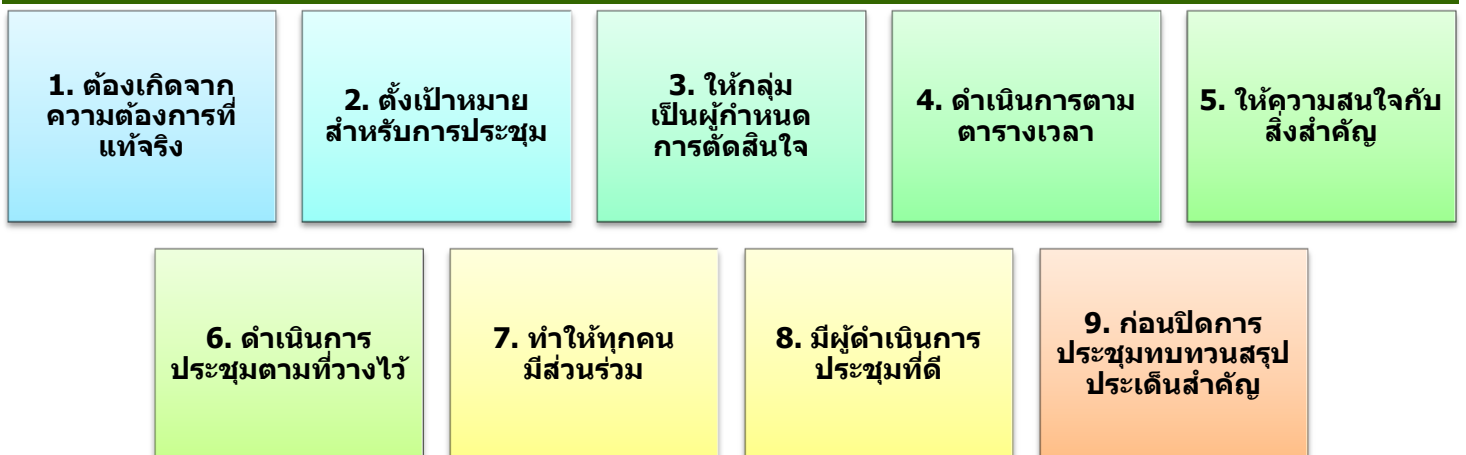 1. ต้องเกิดจาก
ความต้องการที่
แท้จริง
2. ตั้งเป้าหมาย
สำหรับการประชุม
3. ให้กลุ่ม
เป็นผู้กำหนด
การตัดสินใจ
4. ดำเนินการตาม
ตารางเวลา
5. ให้ความสนใจกับ
สิ่งสำคัญ
6. ดำเนินการ
ประชุมตามที่วางไว้
7. ทำให้ทุกคน
มีส่วนร่วม
8. มีผู้ดำเนินการ
ประชุมที่ดี
9. ก่อนปิดการ
ประชุมทบทวนสรุป
ประเด็นสำคัญ